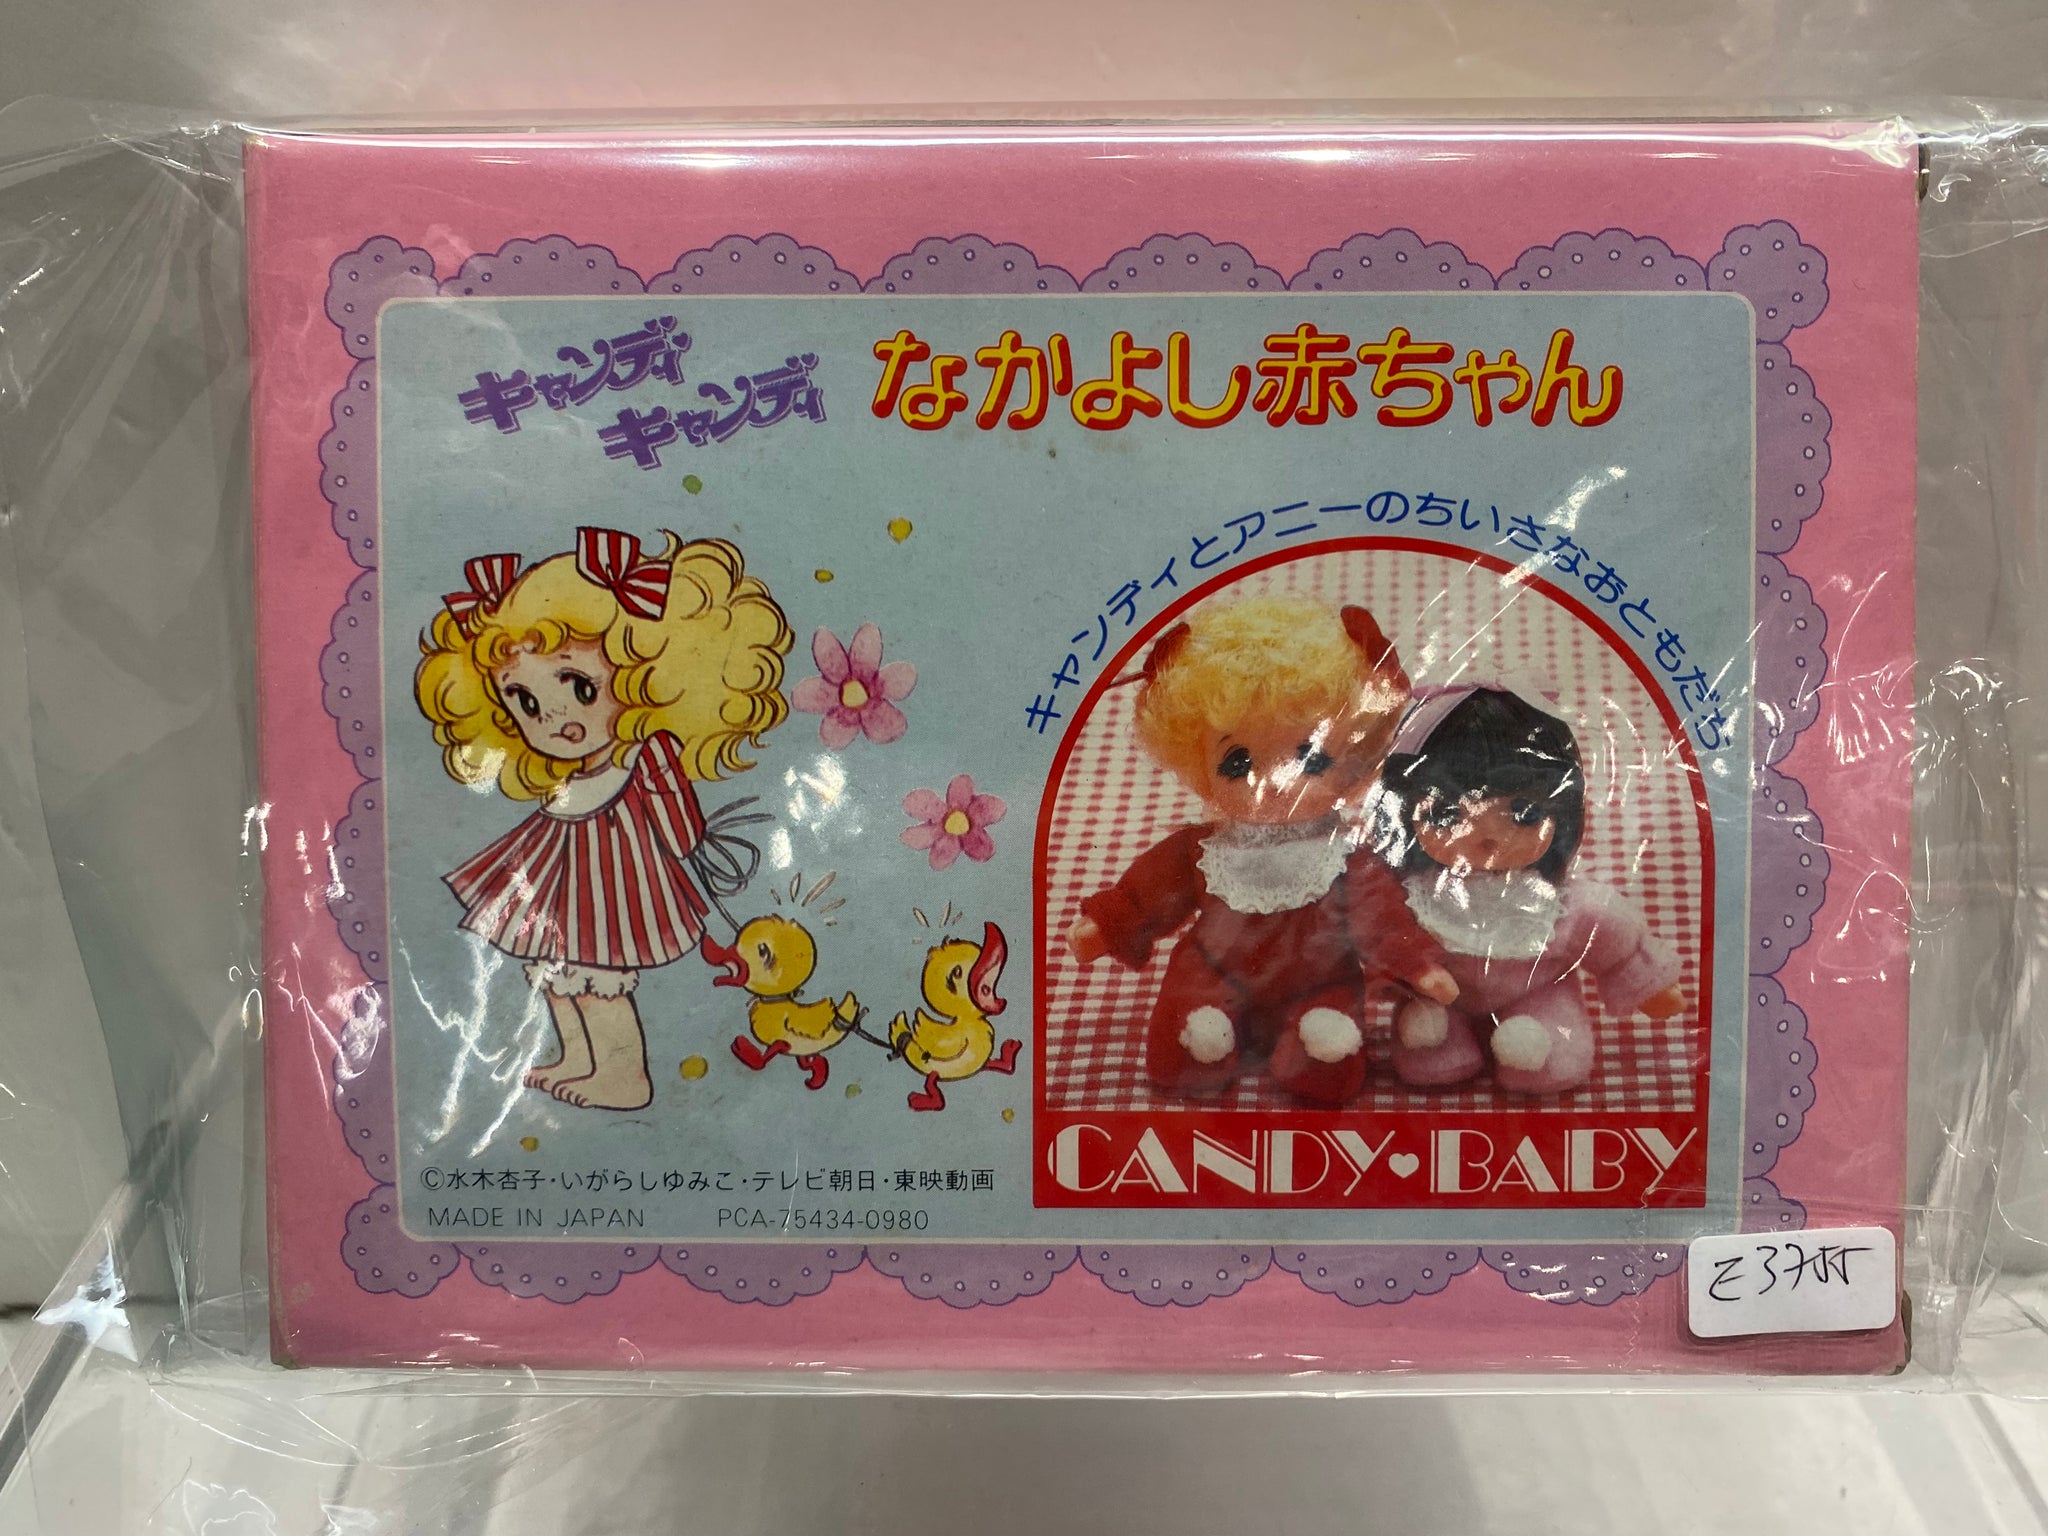 キャンディ
キャンディ
なかよし赤ちゃん
キャンディとアニーのちいさなおともだち
CANDY♥BABY
©水木杏子・いがらしゆみこ・テレビ朝日・東映動画
MADE IN JAPAN PCA-75434-0980